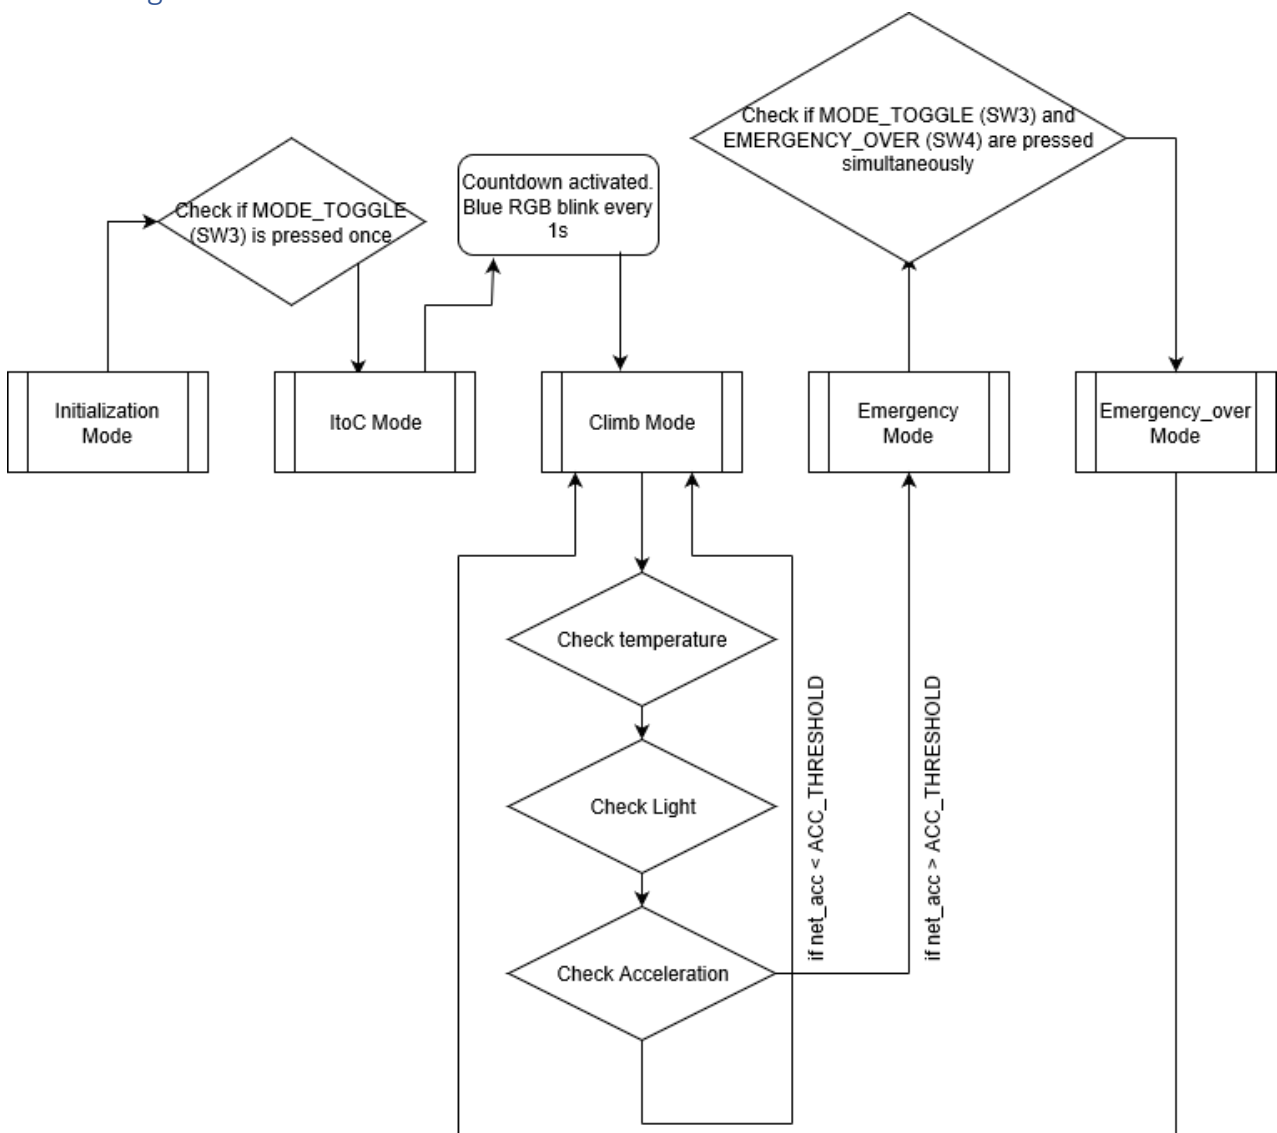 Check if MODE_TOGGLE (SW3) and
EMERGENCY_OVER (SW4) are pressed
simultaneously
Countdown activated.
Blue RGB blink every
1s
Check if MODE_TOGGLE
(SW3) is pressed once
Initialization
Mode
ItoC Mode
Climb Mode
Emergency
Mode
Emergency_over
Mode
Check temperature
Check Light
Check Acceleration
if net_acc < ACC_THRESHOLD
if net_acc > ACC_THRESHOLD